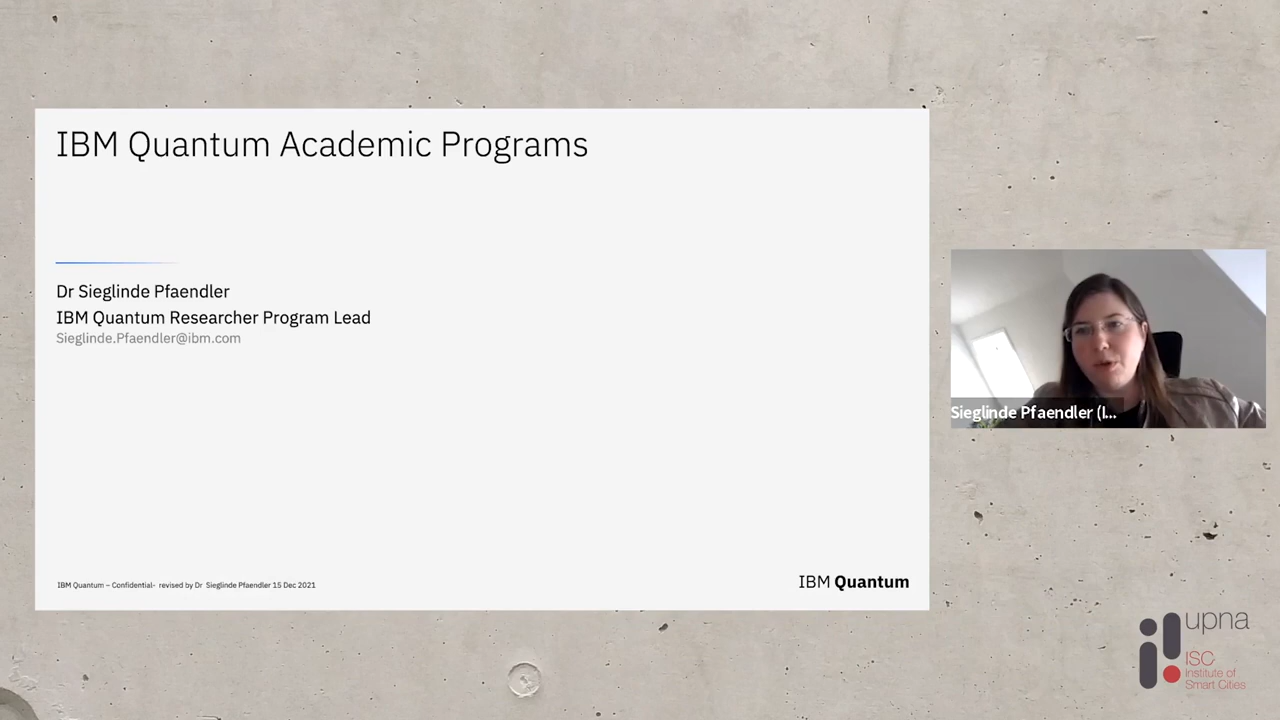 IBM Quantum Academic Programs
Dr Sieglinde Pfaendler
IBM Quantum Researcher Program Lead
Sieglinde.Pfaendler@ibm.com
IBM Quantum – Confidential- revised by Dr Sieglinde Pfaendler 15 Dec 2021
IBM Quantum
Sieglinde Pfaendler (I...
upna
ISC
Institute of
Smart Cities